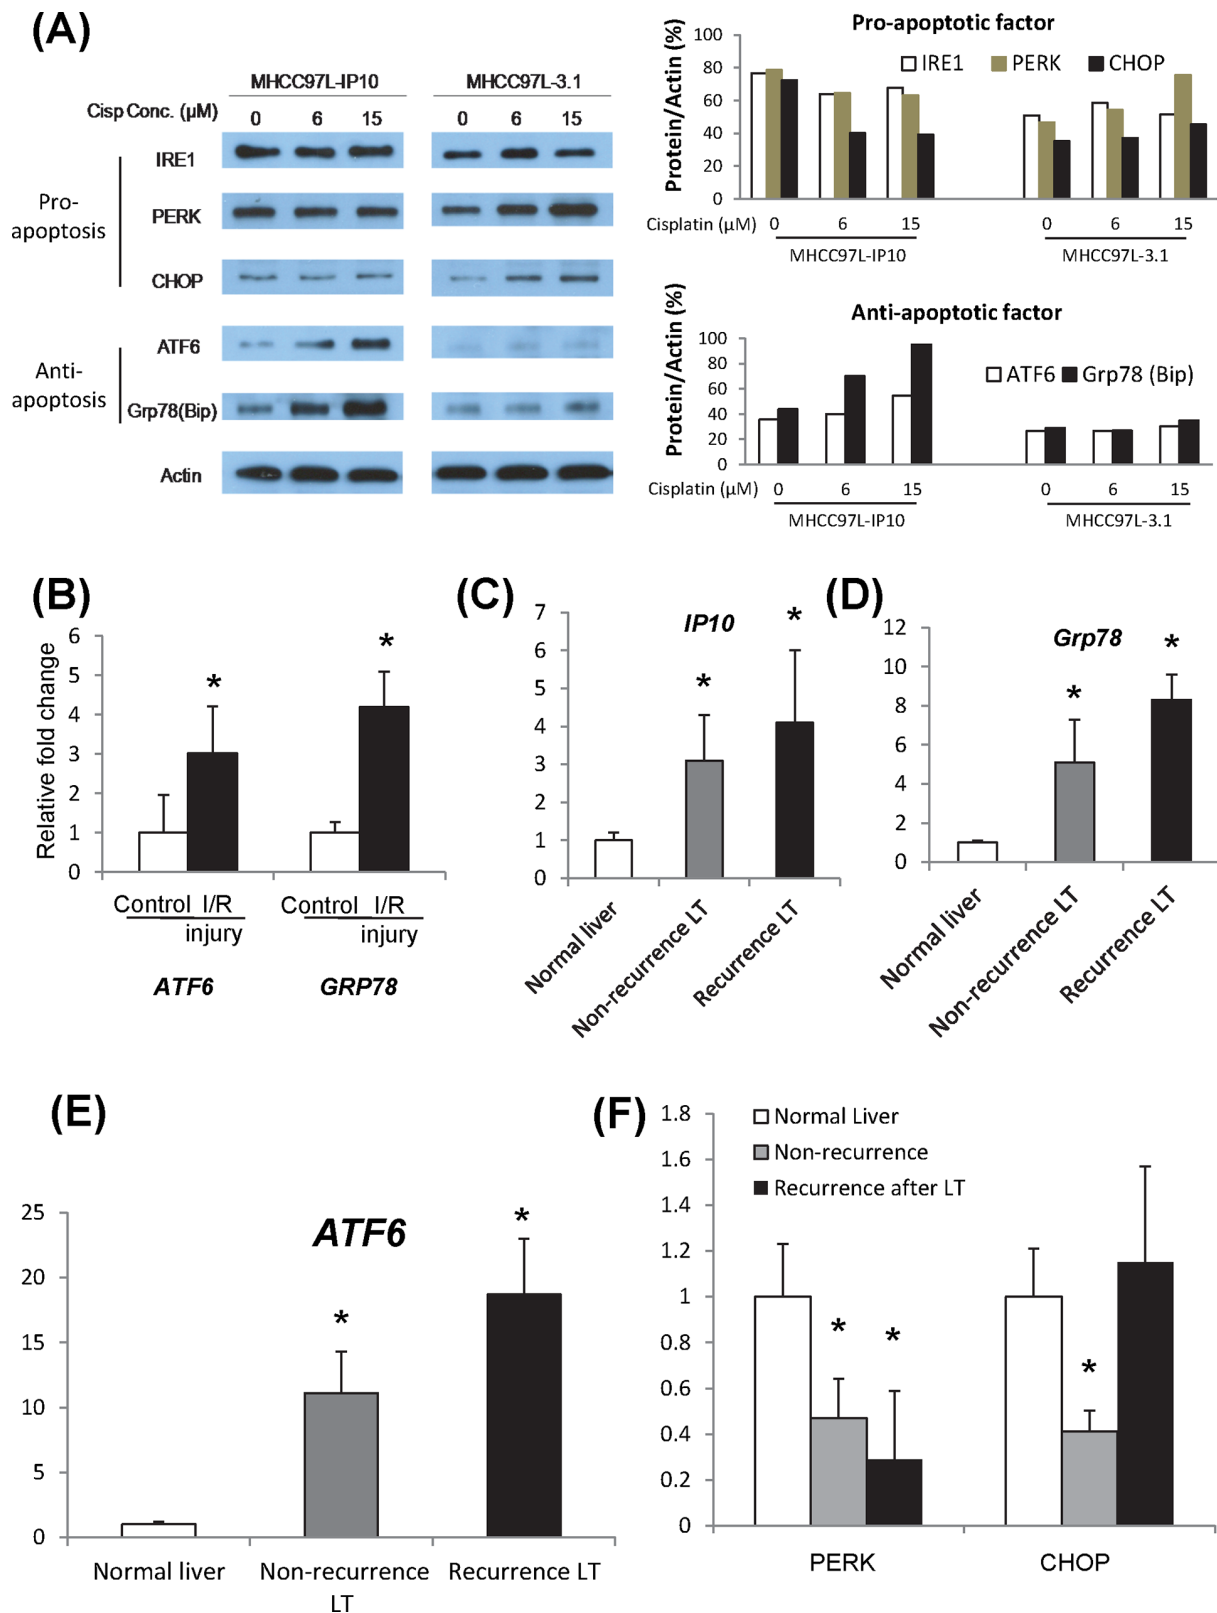 (A)
MHCC97L-IP10 MHCC97L-3.1
Cisp Conc. (µM) 0 6 15 0 6 15
Pro-apoptosis
IRE1
PERK
CHOP
Anti-apoptosis
ATF6
Grp78(Bip)
Actin
Pro-apoptotic factor
IRE1 PERK CHOP
Protein/Actin (%)
100
80
60
40
20
0
Cisplatin (µM) 0 6 15 0 6 15
MHCC97L-IP10 MHCC97L-3.1
Anti-apoptotic factor
ATF6 Grp78 (Bip)
Protein/Actin (%)
100
80
60
40
20
0
Cisplatin (µM) 0 6 15 0 6 15
MHCC97L-IP10 MHCC97L-3.1
(B)
Relative fold change
6
5
4
3
2
1
0
* *
Control I/R injury Control I/R injury
ATF6 GRP78
(C)
IP10
7
6
5
4
3
2
1
0
* *
Normal liver
Non-recurrence LT
Recurrence LT
(D)
Grp78
12
10
8
6
4
2
0
* *
Normal liver
Non-recurrence LT
Recurrence LT
(E)
ATF6
25
20
15
10
5
0
* *
Normal liver Non-recurrence LT Recurrence LT
(F)
Normal Liver
Non-recurrence
Recurrence after LT
1.8
1.6
1.4
1.2
1
0.8
0.6
0.4
0.2
0
* * *
PERK CHOP